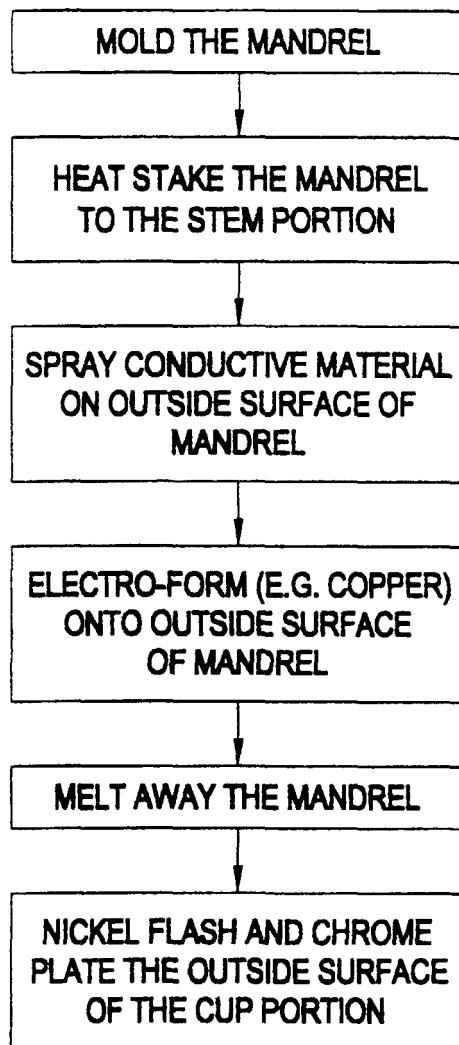 MOLD THE MANDREL
HEAT STAKE THE MANDREL
TO THE STEM PORTION
SPRAY CONDUCTIVE MATERIAL
ON OUTSIDE SURFACE OF
MANDREL
ELECTRO-FORM (E.G. COPPER)
ONTO OUTSIDE SURFACE
OF MANDREL
MELT AWAY THE MANDREL
NICKEL FLASH AND CHROME
PLATE THE OUTSIDE SURFACE
OF THE CUP PORTION